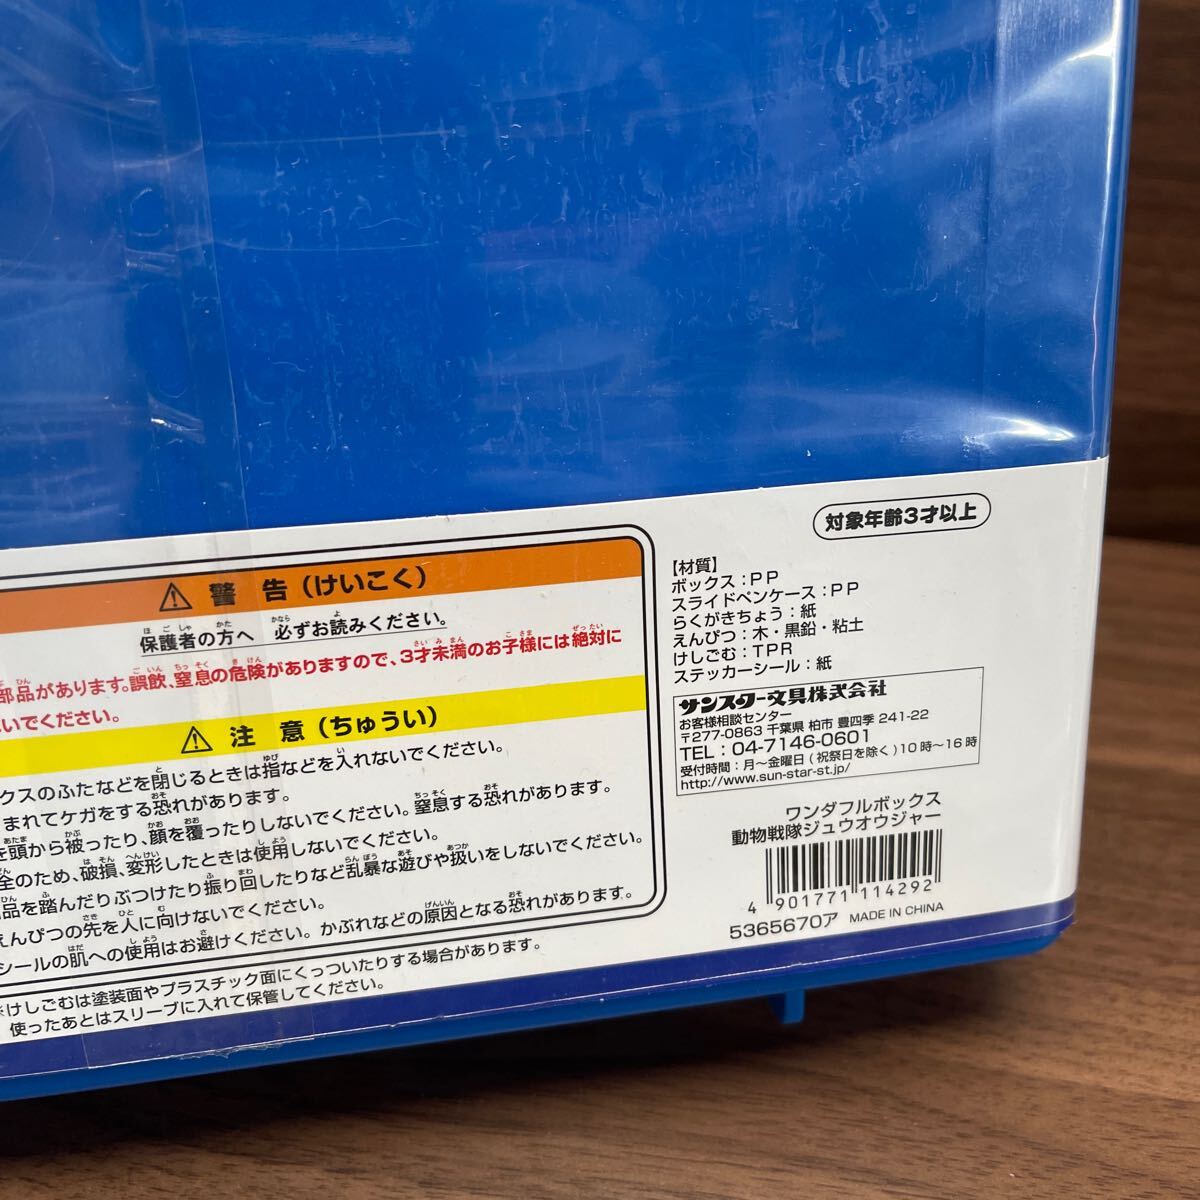 対象年齢3才以上
警告(けいこく)
保護者の方へ 必ずお読みください。
部品があります。誤飲、窒息の危険がありますので、3才未満のお子様には絶対に
いでください。
注意(ちゅうい)
クスのふたなどを閉じるときは指などを入れないでください。
まれてケガをする恐れがあります。
を頭から被ったり、顔を覆ったりしないでください。窒息する恐れがあります。
全のため、破損、変形したときは使用しないでください。
品を踏んだりぶつけたり振り回したりなど乱暴な遊びや扱いをしないでください。
えんぴつの先を人に向けないでください。
シールの肌への使用はお避けください。かぶれなどの原因となる恐れがあります。
※けしごむは塗装面やプラスチック面にくっついたりする場合があります。
使ったあとはスリーブに入れて保管してください。
【材質】
ボックス:PP
スライドペンケース:PP
らくがきちょう:紙
えんぴつ:木・黒鉛・粘土
けしごむ:TPR
ステッカーシール:紙
サンスター文具株式会社
お客様相談センター
〒277-0863 千葉県 柏市 豊四季 241-22
TEL:04-7146-0601
受付時間:月～金曜日(祝祭日を除く)10時～16時
http://www.sun-star-st.jp/
ワンダフルボックス
動物戦隊ジュウオウジャー
4 901771 114292
5365670ア MADE IN CHINA